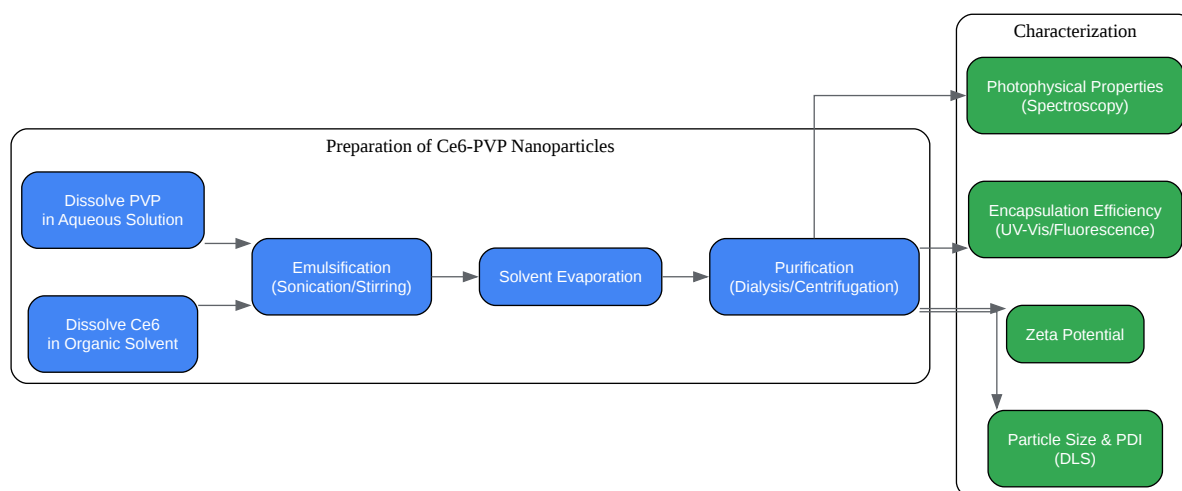 Preparation of Ce6-PVP Nanoparticles
Dissolve PVP
in Aqueous Solution
Dissolve Ce6
in Organic Solvent
Emulsification
(Sonication/Stirring)
Solvent Evaporation
Purification
(Dialysis/Centrifugation)
Characterization
Photophysical Properties
(Spectroscopy)
Encapsulation Efficiency
(UV-Vis/Fluorescence)
Zeta Potential
Particle Size & PDI
(DLS)